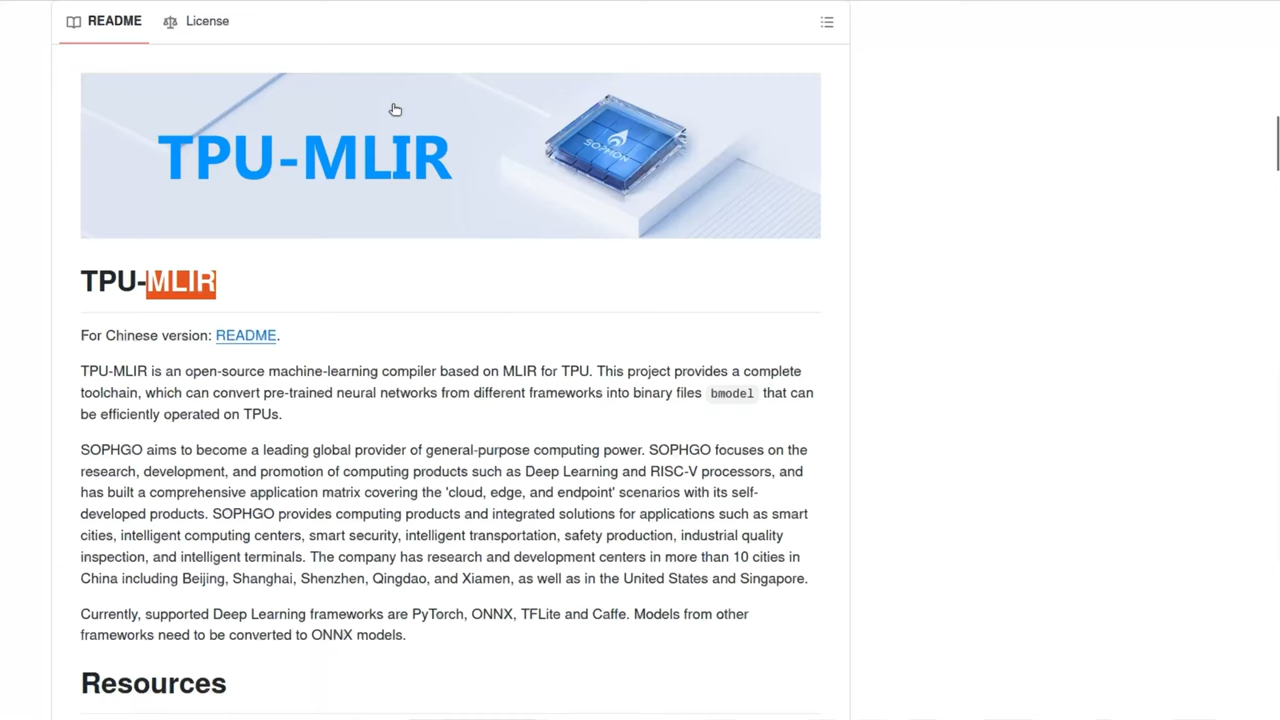 README
License
TPU-MLIR
SOPHON
TPU-MLIR
For Chinese version: README.
TPU-MLIR is an open-source machine-learning compiler based on MLIR for TPU. This project provides a complete
toolchain, which can convert pre-trained neural networks from different frameworks into binary files bmodel that can
be efficiently operated on TPUs.
SOPHGO aims to become a leading global provider of general-purpose computing power. SOPHGO focuses on the
research, development, and promotion of computing products such as Deep Learning and RISC-V processors, and
has built a comprehensive application matrix covering the 'cloud, edge, and endpoint' scenarios with its self-
developed products. SOPHGO provides computing products and integrated solutions for applications such as smart
cities, intelligent computing centers, smart security, intelligent transportation, safety production, industrial quality
inspection, and intelligent terminals. The company has research and development centers in more than 10 cities in
China including Beijing, Shanghai, Shenzhen, Qingdao, and Xiamen, as well as in the United States and Singapore.
Currently, supported Deep Learning frameworks are PyTorch, ONNX, TFLite and Caffe. Models from other
frameworks need to be converted to ONNX models.
Resources